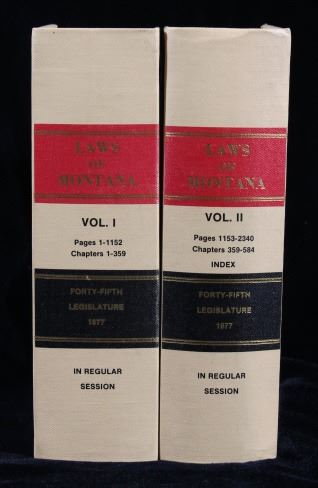 LAWS
OF
MONTANA
VOL. I
Pages 1-1152
Chapters 1-359
FORTY-FIFTH
LEGISLATURE
1977
IN REGULAR
SESSION
LAWS
OF
MONTANA
VOL. II
Pages 1153-2340
Chapters 359-584
INDEX
FORTY-FIFTH
LEGISLATURE
1977
IN REGULAR
SESSION